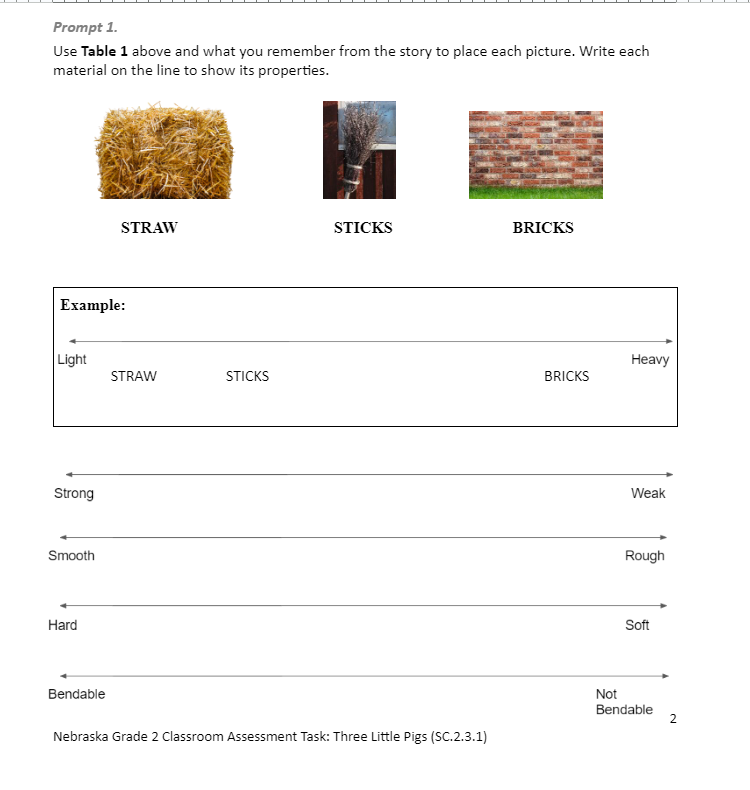 Prompt 1.
Use Table 1 above and what you remember from the story to place each picture. Write each
material on the line to show its properties.
STRAW STICKS BRICKS
Example:
Light Heavy
STRAW STICKS BRICKS
Strong Weak
Smooth Rough
Hard Soft
Bendable Not
Bendable
2
Nebraska Grade 2 Classroom Assessment Task: Three Little Pigs (SC.2.3.1)